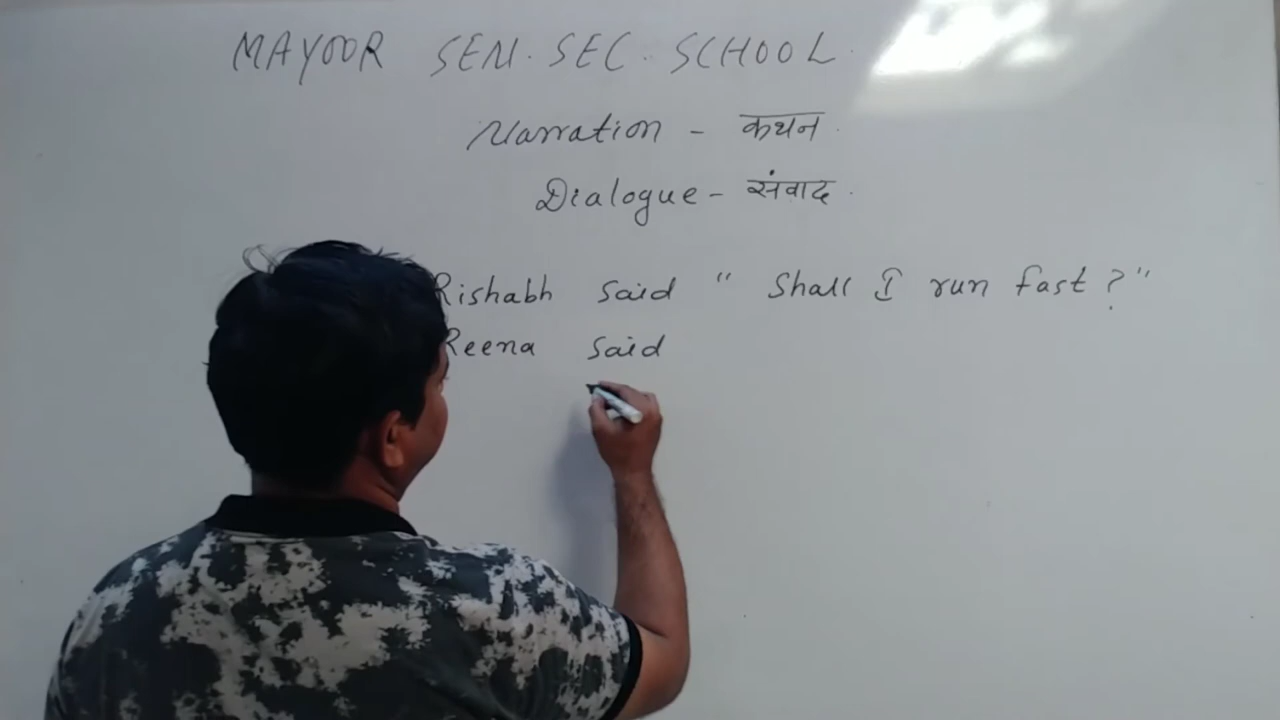 MAYOOR SEN. SEC. SCHOOL.
Narration - कथन.
Dialogue - संवाद.
Rishabh said " Shall I run fast ? "
Reena said